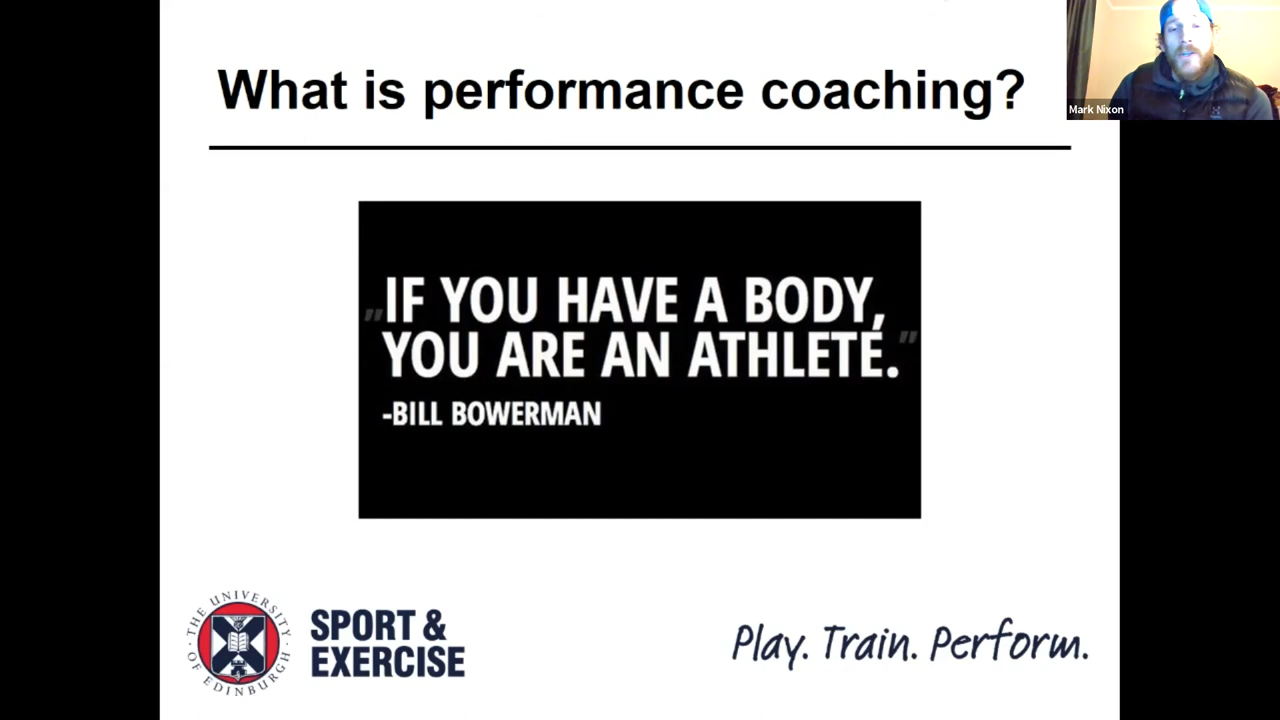 What is performance coaching?
Mark Nixon
„IF YOU HAVE A BODY,
YOU ARE AN ATHLETE.”
-BILL BOWERMAN
THE UNIVERSITY OF EDINBURGH
SPORT &
EXERCISE
Play. Train. Perform.